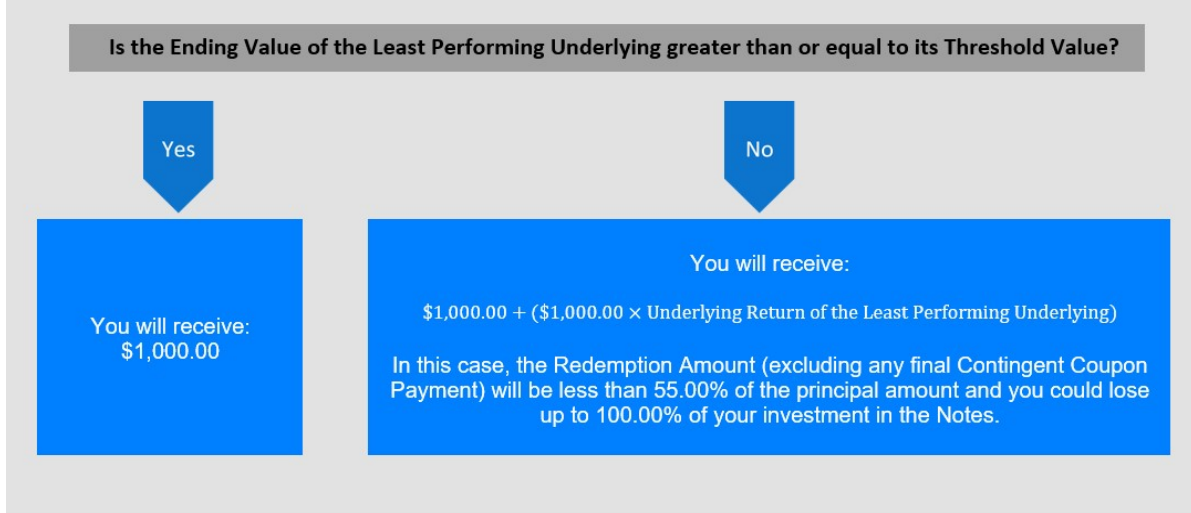 Is the Ending Value of the Least Performing Underlying greater than or equal to its Threshold Value?
Yes
No
You will receive:
$1,000.00
You will receive:
$1,000.00 + ($1,000.00 × Underlying Return of the Least Performing Underlying)
In this case, the Redemption Amount (excluding any final Contingent Coupon
Payment) will be less than 55.00% of the principal amount and you could lose
up to 100.00% of your investment in the Notes.